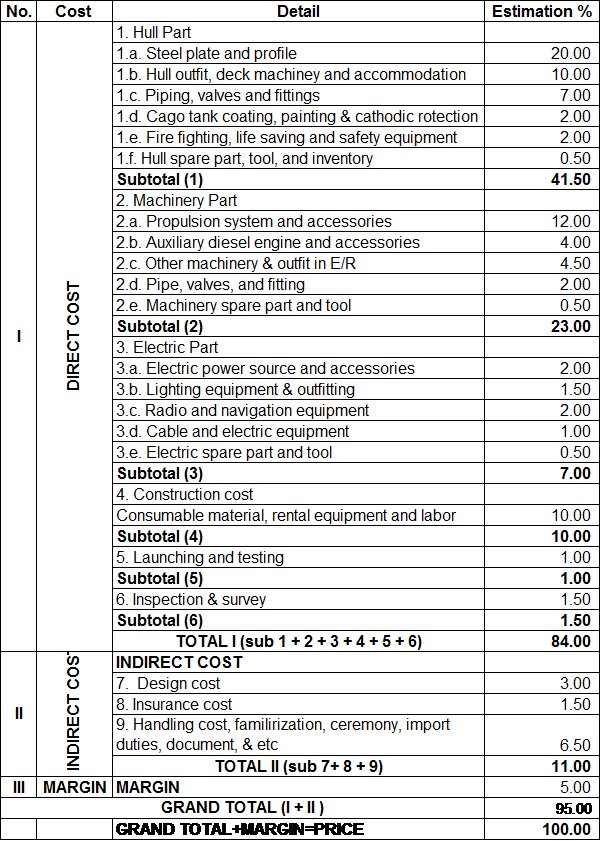 No. Cost Detail Estimation %
1. Hull Part
1.a. Steel plate and profile 20.00
1.b. Hull outfit, deck machiney and accommodation 10.00
1.c. Piping, valves and fittings 7.00
1.d. Cago tank coating, painting & cathodic rotection 2.00
1.e. Fire fighting, life saving and safety equipment 2.00
1.f. Hull spare part, tool, and inventory 0.50
Subtotal (1) 41.50
2. Machinery Part
2.a. Propulsion system and accessories 12.00
2.b. Auxiliary diesel engine and accessories 4.00
2.c. Other machinery & outfit in E/R 4.50
2.d. Pipe, valves, and fitting 2.00
2.e. Machinery spare part and tool 0.50
Subtotal (2) 23.00
I DIRECT COST
3. Electric Part
3.a. Electric power source and accessories 2.00
3.b. Lighting equipment & outfitting 1.50
3.c. Radio and navigation equipment 2.00
3.d. Cable and electric equipment 1.00
3.e. Electric spare part and tool 0.50
Subtotal (3) 7.00
4. Construction cost
Consumable material, rental equipment and labor 10.00
Subtotal (4) 10.00
5. Launching and testing 1.00
Subtotal (5) 1.00
6. Inspection & survey 1.50
Subtotal (6) 1.50
TOTAL I (sub 1 + 2 + 3 + 4 + 5 + 6) 84.00
II INDIRECT COS
INDIRECT COST
7. Design cost 3.00
8. Insurance cost 1.50
9. Handling cost, familirization, ceremony, import
duties, document, & etc 6.50
TOTAL II (sub 7+ 8 + 9) 11.00
III MARGIN MARGIN 5.00
GRAND TOTAL (I + II ) 95.00
GRAND TOTAL+MARGIN=PRICE 100.00